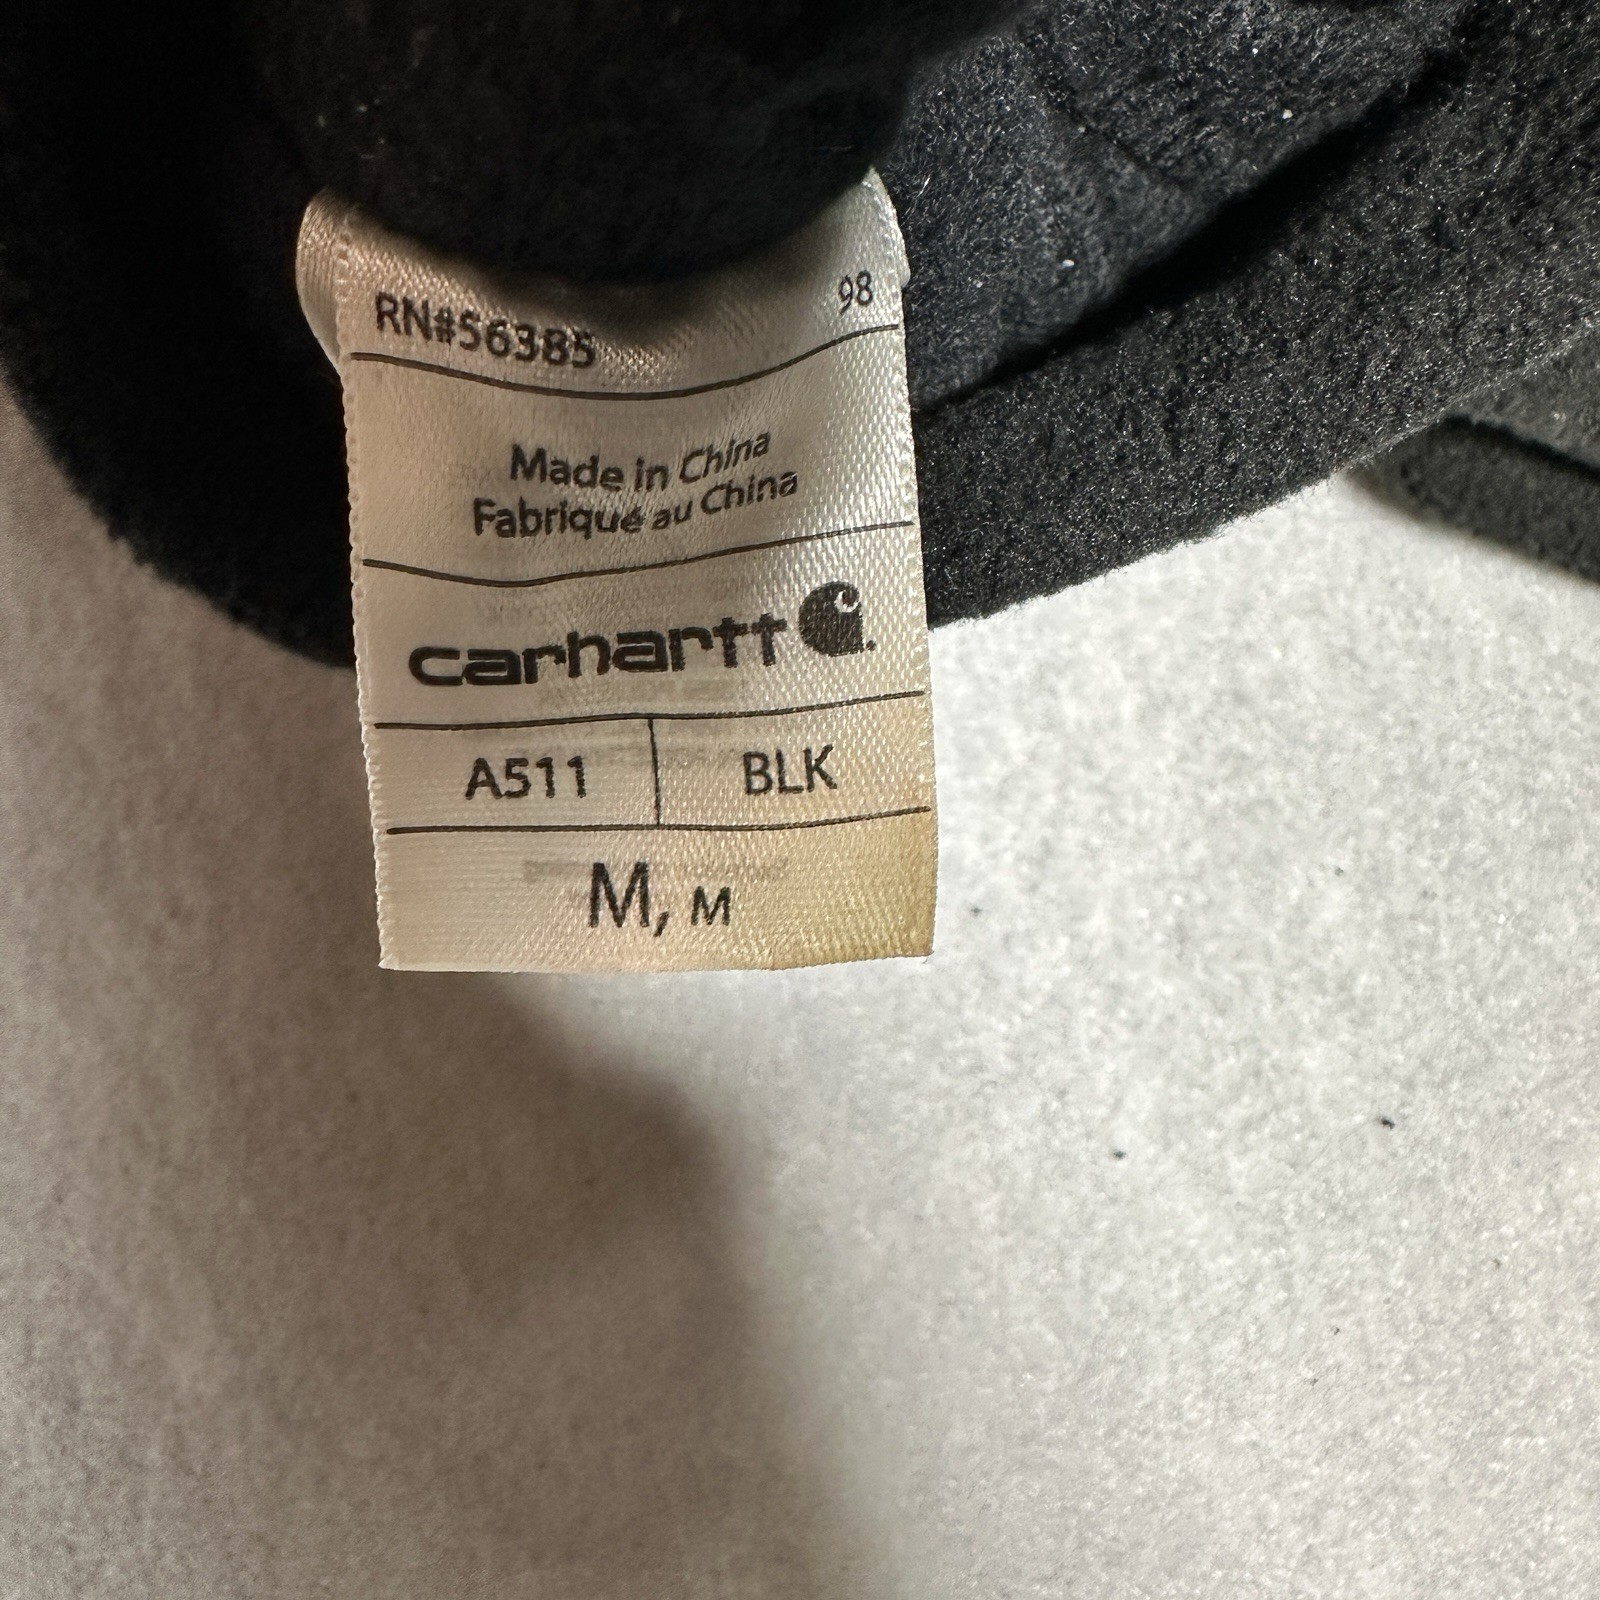 RN#56385 98
Made in China
Fabriqué au China
carhartt
A511 BLK
M, M